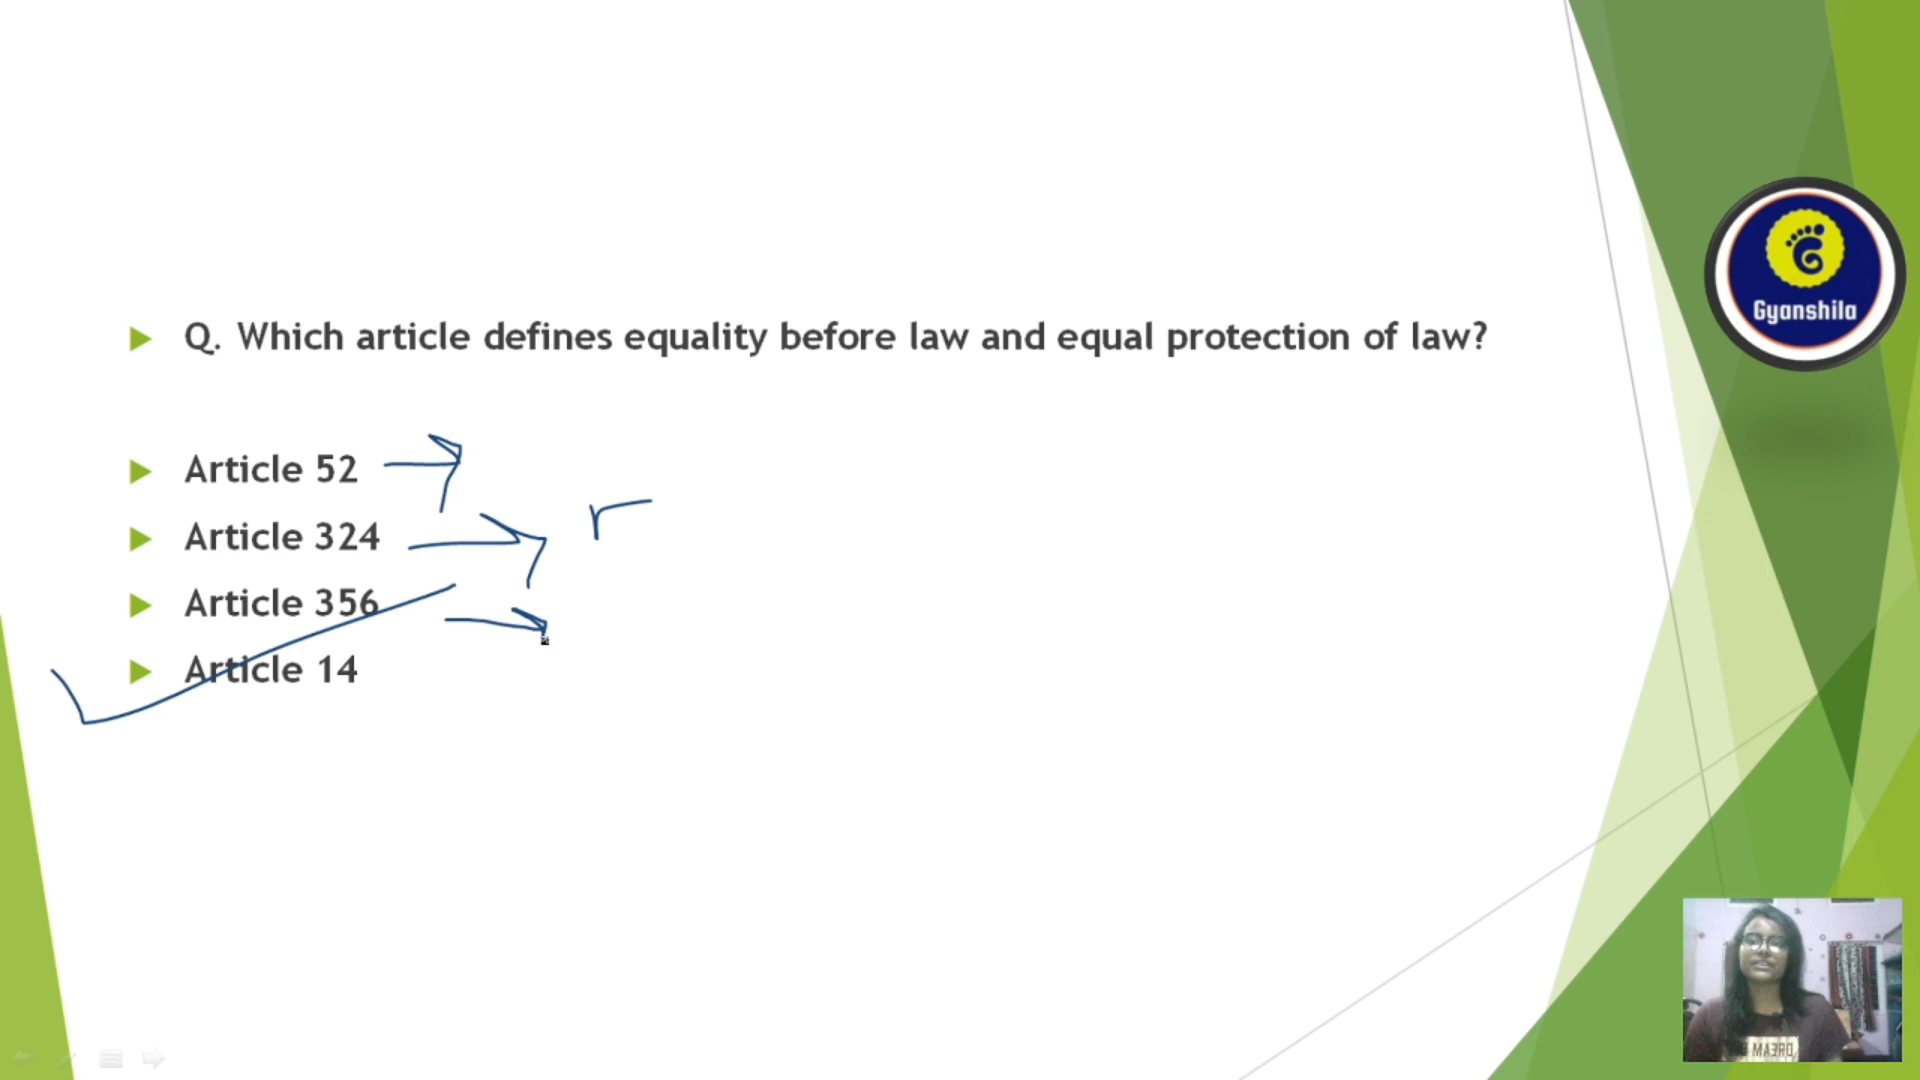 Q. Which article defines equality before law and equal protection of law?
Article 52
Article 324
Article 356
Article 14
Gyanshila
DREAM